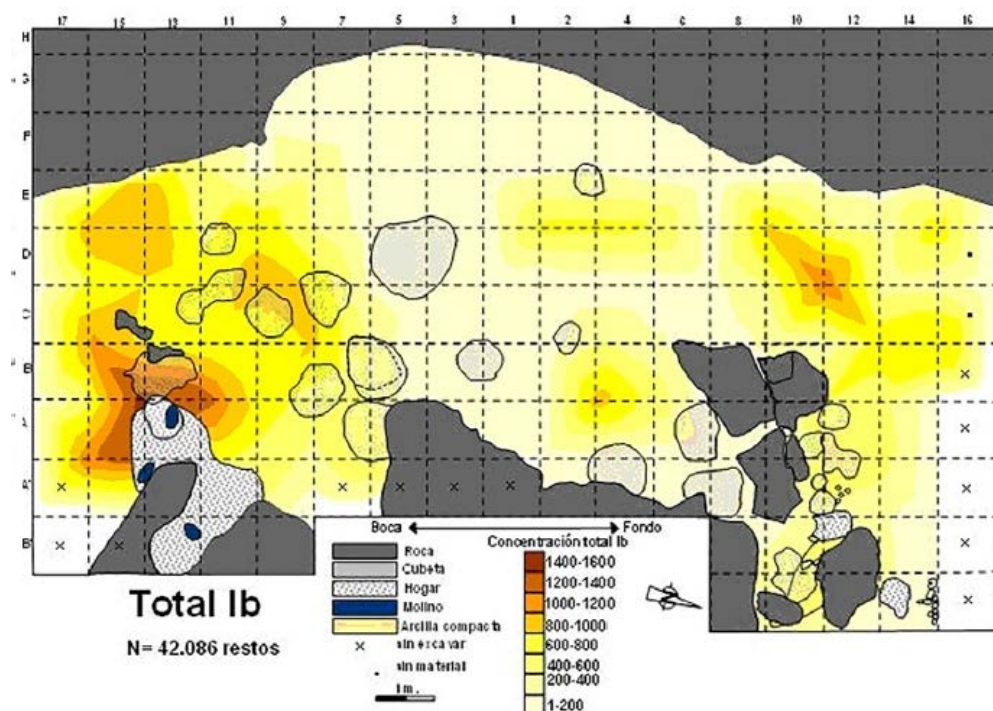 17 15 13 11 9 7 5 3 1 2 4 6 8 10 12 14 16
H
G
F
E
D
C
B
A
A'
B'
Boca Fondo
Roca
Cubeta
Hogar
Molino
Arcilla compacta
sin excavar
sin material
1m.
Concentración total Ib
1400-1600
1200-1400
1000-1200
800-1000
600-800
400-600
200-400
1-200
Total Ib
N= 42.086 restos